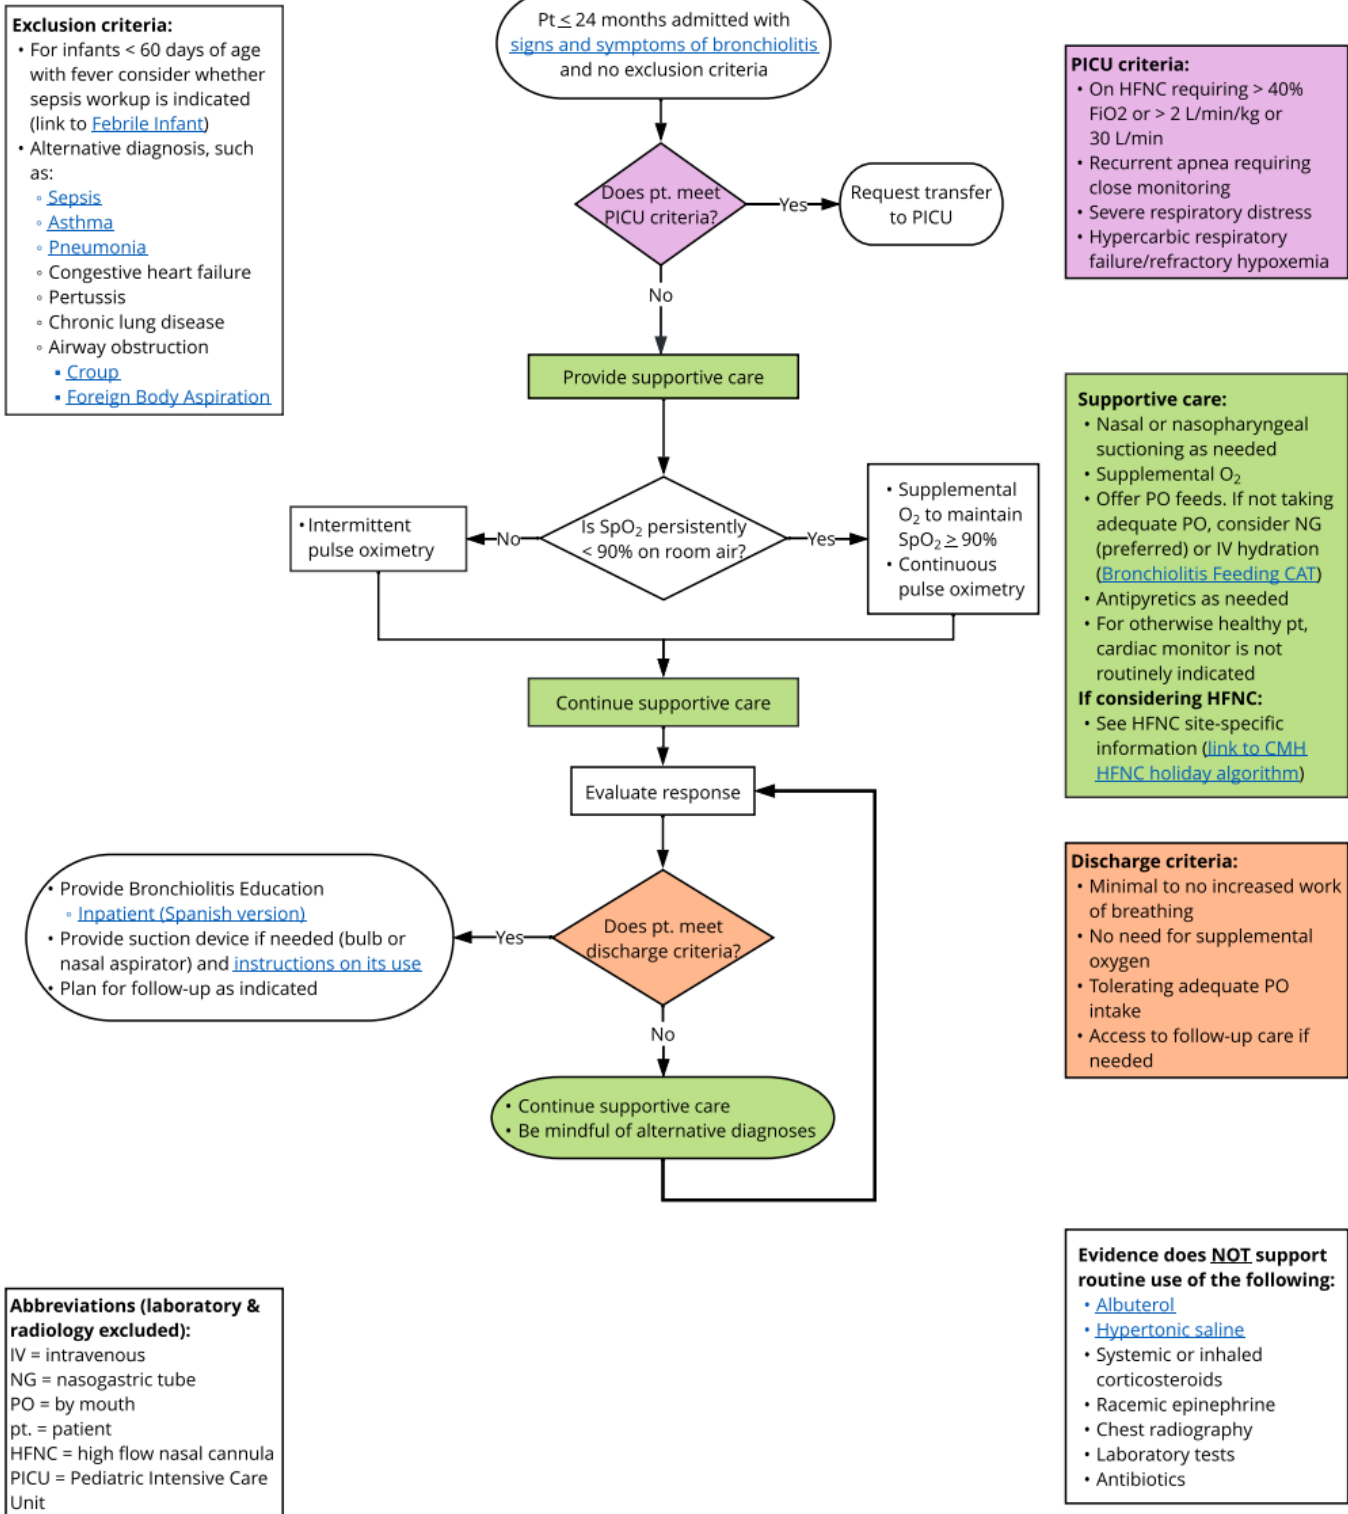 Exclusion criteria:
• For infants < 60 days of age
with fever consider whether
sepsis workup is indicated
(link to Febrile Infant)
• Alternative diagnosis, such
as:
◦ Sepsis
◦ Asthma
◦ Pneumonia
◦ Congestive heart failure
◦ Pertussis
◦ Chronic lung disease
◦ Airway obstruction
▪ Croup
▪ Foreign Body Aspiration
Pt ≤ 24 months admitted with
signs and symptoms of bronchiolitis
and no exclusion criteria
Does pt. meet
PICU criteria?
Yes
Request transfer
to PICU
No
PICU criteria:
• On HFNC requiring > 40%
FiO2 or > 2 L/min/kg or
30 L/min
• Recurrent apnea requiring
close monitoring
• Severe respiratory distress
• Hypercarbic respiratory
failure/refractory hypoxemia
Provide supportive care
Is SpO₂ persistently
< 90% on room air?
No
• Intermittent
pulse oximetry
Yes
• Supplemental
O₂ to maintain
SpO₂ ≥ 90%
• Continuous
pulse oximetry
Supportive care:
• Nasal or nasopharyngeal
suctioning as needed
• Supplemental O₂
• Offer PO feeds. If not taking
adequate PO, consider NG
(preferred) or IV hydration
(Bronchiolitis Feeding CAT)
• Antipyretics as needed
• For otherwise healthy pt,
cardiac monitor is not
routinely indicated
If considering HFNC:
• See HFNC site-specific
information (link to CMH
HFNC holiday algorithm)
Continue supportive care
Evaluate response
Does pt. meet
discharge criteria?
Yes
• Provide Bronchiolitis Education
◦ Inpatient (Spanish version)
• Provide suction device if needed (bulb or
nasal aspirator) and instructions on its use
• Plan for follow-up as indicated
No
• Continue supportive care
• Be mindful of alternative diagnoses
Discharge criteria:
• Minimal to no increased work
of breathing
• No need for supplemental
oxygen
• Tolerating adequate PO
intake
• Access to follow-up care if
needed
Evidence does NOT support
routine use of the following:
• Albuterol
• Hypertonic saline
• Systemic or inhaled
corticosteroids
• Racemic epinephrine
• Chest radiography
• Laboratory tests
• Antibiotics
Abbreviations (laboratory &
radiology excluded):
IV = intravenous
NG = nasogastric tube
PO = by mouth
pt. = patient
HFNC = high flow nasal cannula
PICU = Pediatric Intensive Care
Unit